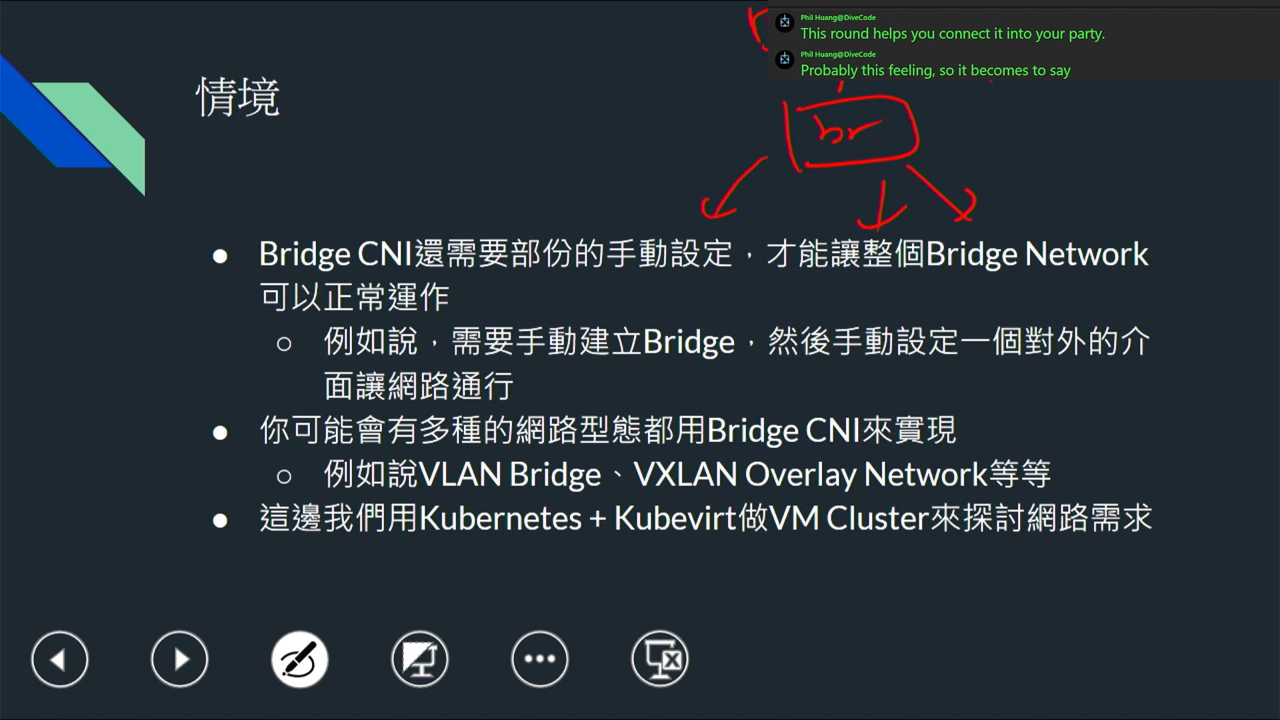 Phil Huang@DiveCode
This round helps you connect it into your party.
Phil Huang@DiveCode
Probably this feeling, so it becomes to say
情境
br
Bridge CNI還需要部份的手動設定，才能讓整個Bridge Network
可以正常運作
例如說，需要手動建立Bridge，然後手動設定一個對外的介
面讓網路通行
你可能會有多種的網路型態都用Bridge CNI來實現
例如說VLAN Bridge、VXLAN Overlay Network等等
這邊我們用Kubernetes + Kubevirt做VM Cluster來探討網路需求